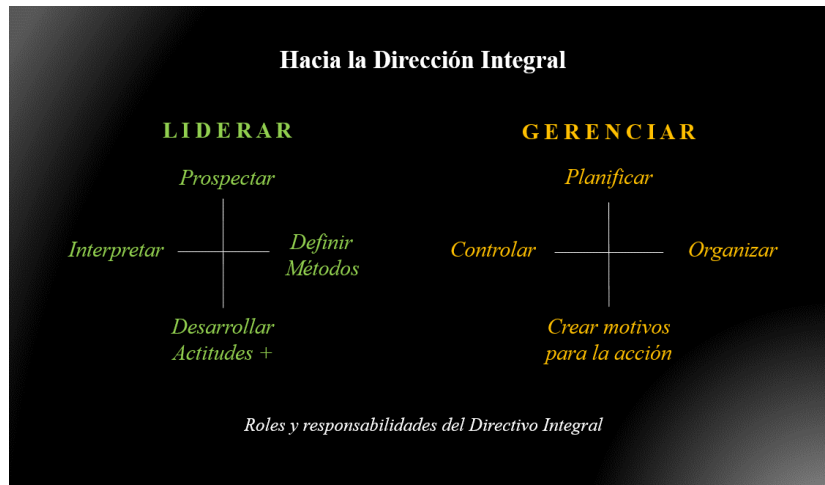 Hacia la Dirección Integral
LIDERAR
Prospectar
Interpretar
Definir
Métodos
Desarrollar
Actitudes +
GERENCIAR
Planificar
Controlar
Organizar
Crear motivos
para la acción
Roles y responsabilidades del Directivo Integral